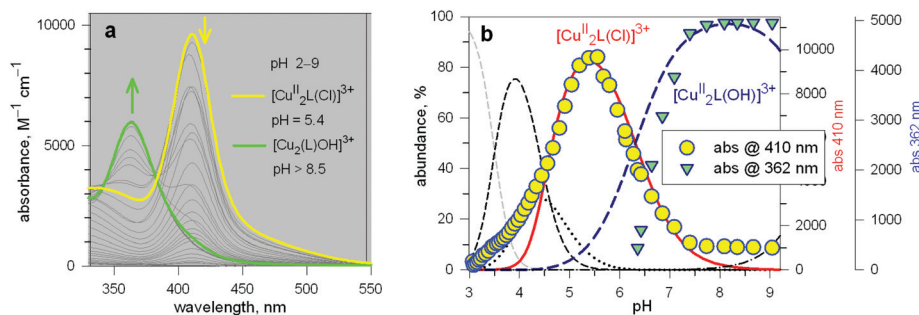 a
absorbance, M⁻¹ cm⁻¹
10000
5000
0
pH 2–9
[Cuᴵᴵ₂L(Cl)]³⁺
pH = 5.4
[Cu₂(L)OH]³⁺
pH > 8.5
350 400 450 500 550
wavelength, nm
b
abundance, %
100
80
60
40
20
0
[Cuᴵᴵ₂L(Cl)]³⁺
[Cuᴵᴵ₂L(OH)]³⁺
abs @ 410 nm
abs @ 362 nm
3 4 5 6 7 8 9
pH
10000
8000
2000
0
abs 410 nm
5000
4000
3000
2000
1000
0
abs 362 nm